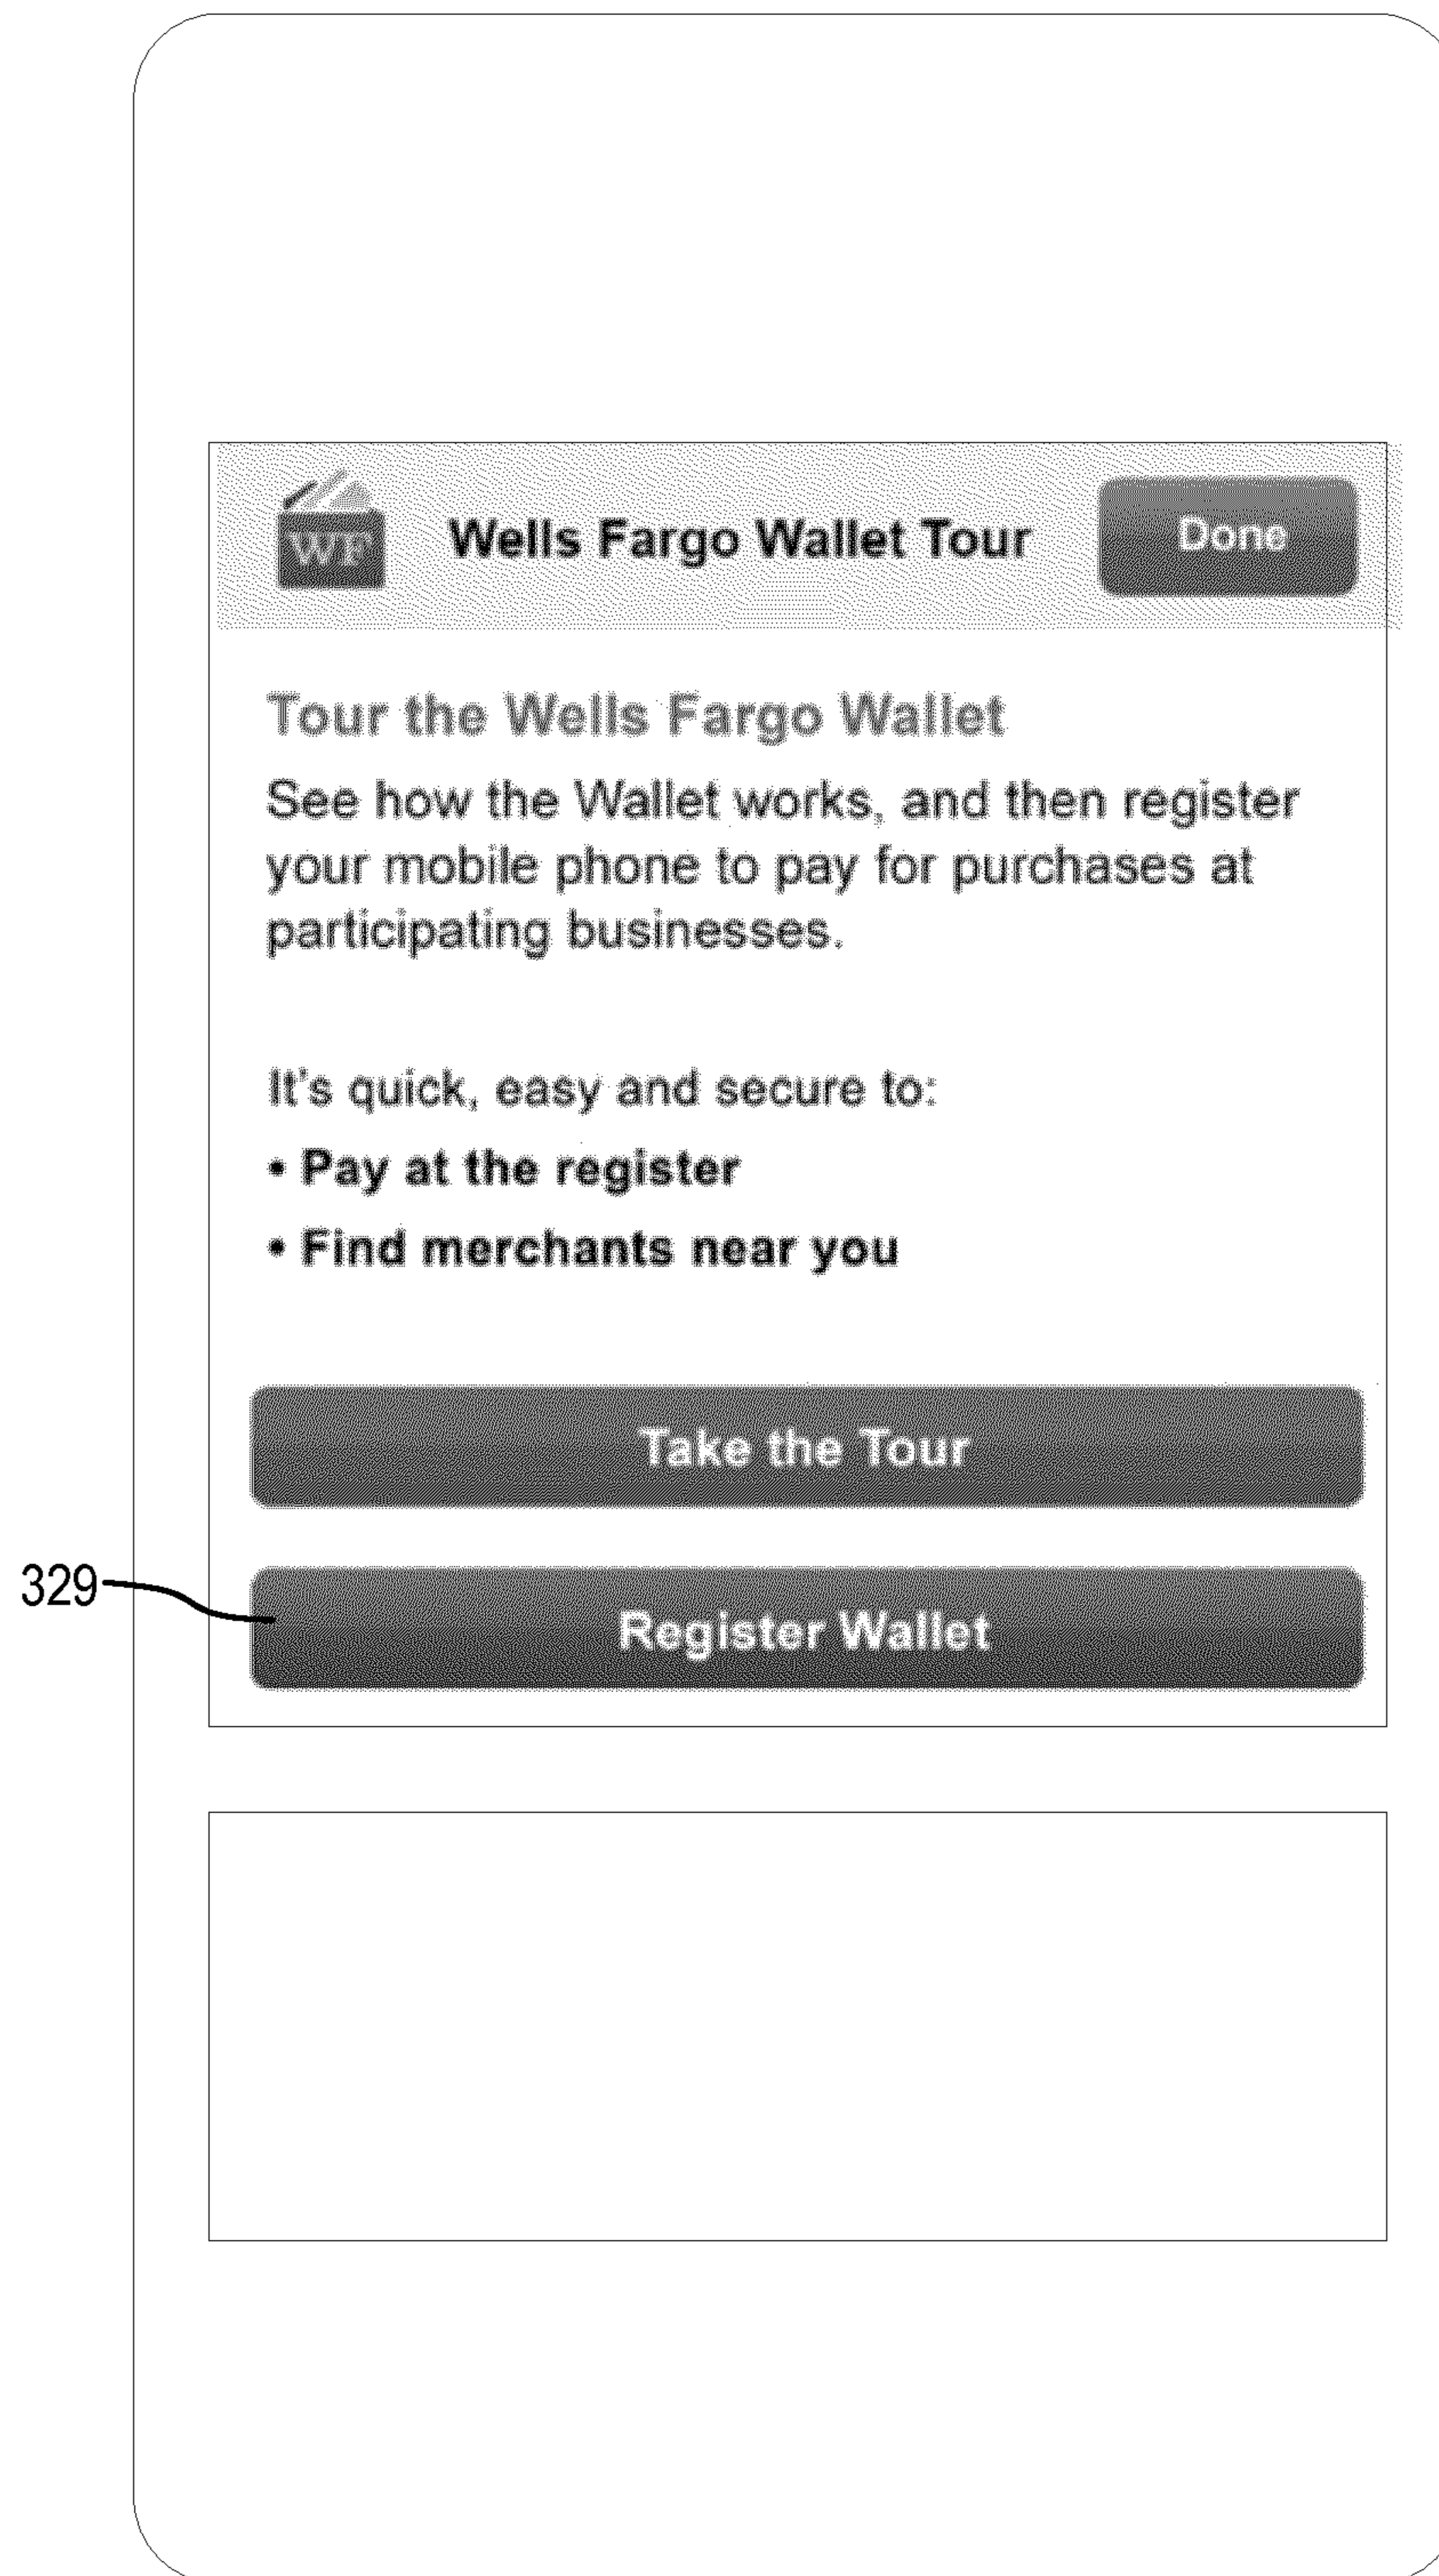 WF
Wells Fargo Wallet Tour
Done
Tour the Wells Fargo Wallet
See how the Wallet works, and then register
your mobile phone to pay for purchases at
participating businesses.
It's quick, easy and secure to:
• Pay at the register
• Find merchants near you
Take the Tour
329
Register Wallet